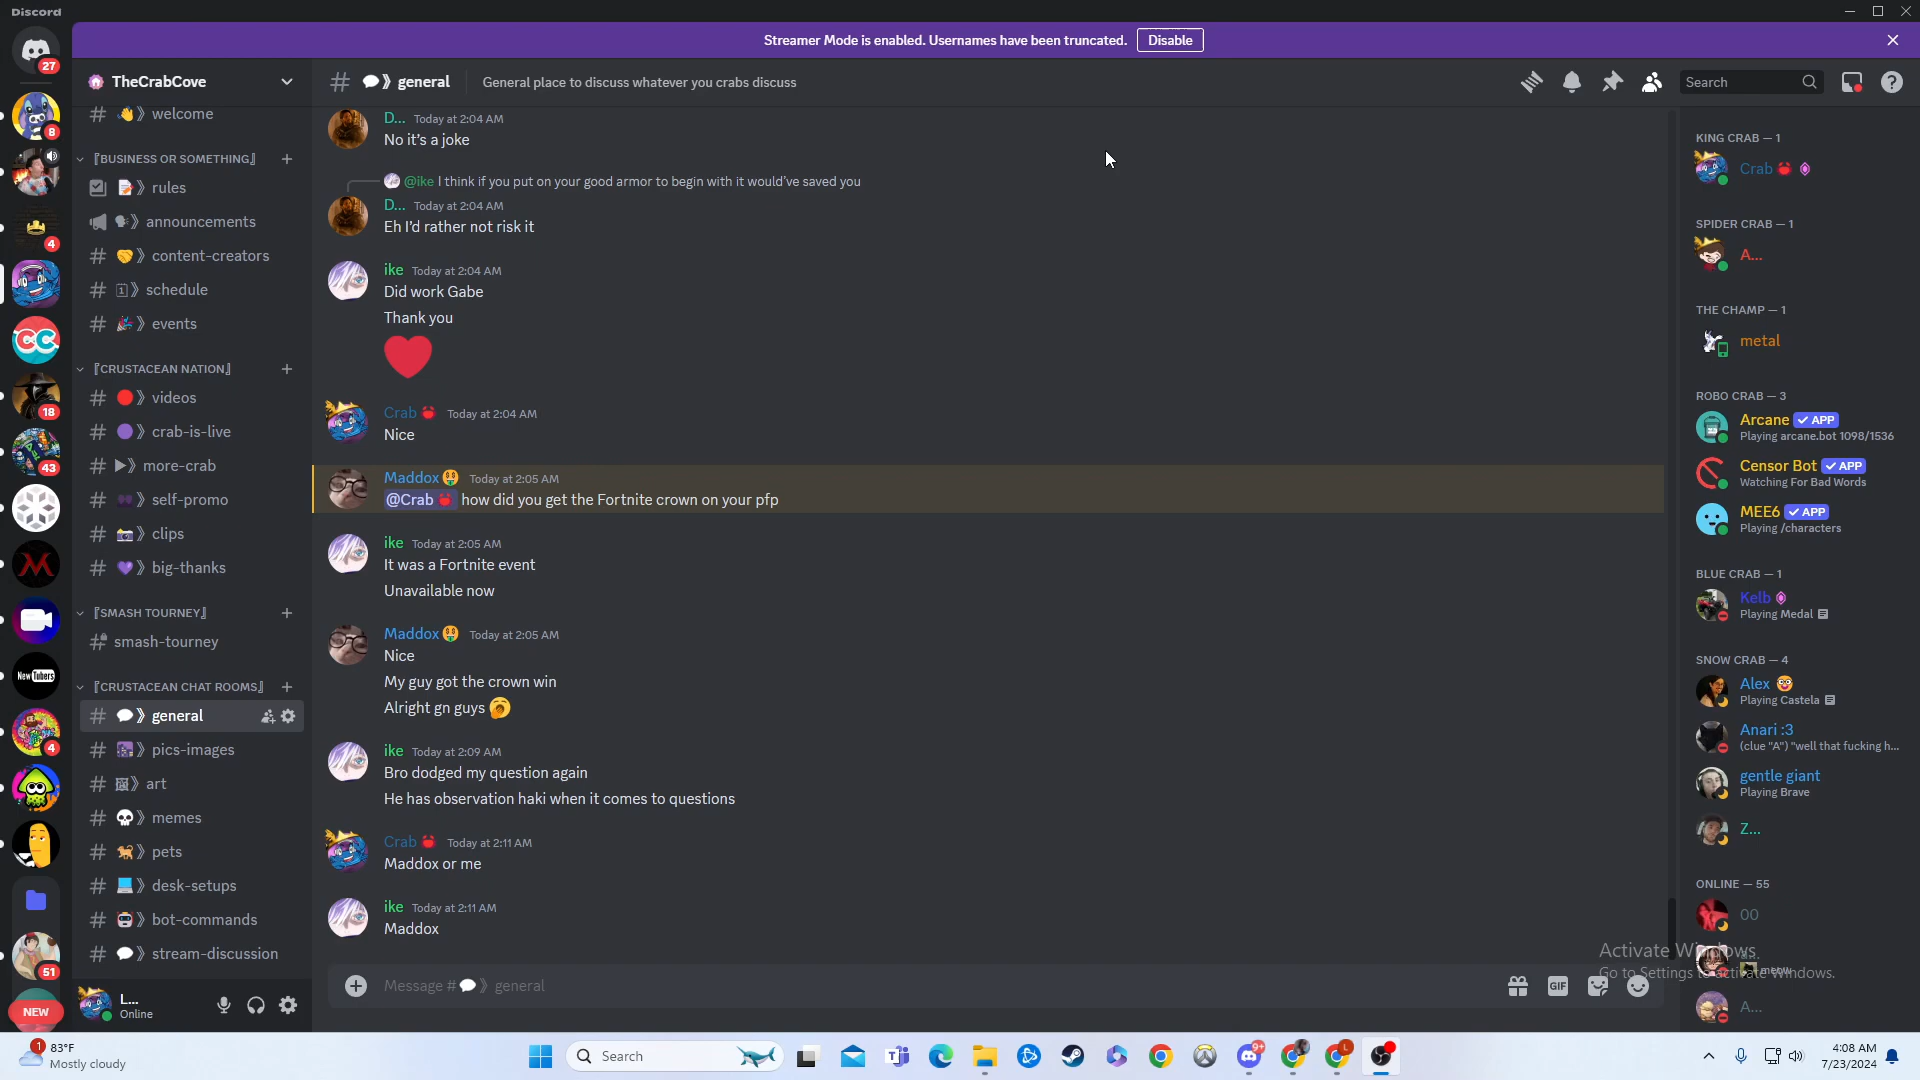 Discord
Streamer Mode is enabled. Usernames have been truncated. Disable
27
8
4
18
43
New Tubers
4
51
NEW
TheCrabCove
welcome
『BUSINESS OR SOMETHING』
rules
announcements
content-creators
schedule
events
『CRUSTACEAN NATION』
videos
crab-is-live
more-crab
self-promo
clips
big-thanks
『SMASH TOURNEY』
smash-tourney
『CRUSTACEAN CHAT ROOMS』
general
pics-images
art
memes
pets
desk-setups
bot-commands
stream-discussion
L...
Online
general General place to discuss whatever you crabs discuss
Search
D... Today at 2:04 AM
No it's a joke
@ike I think if you put on your good armor to begin with it would've saved you
D... Today at 2:04 AM
Eh I'd rather not risk it
ike Today at 2:04 AM
Did work Gabe
Thank you
Crab Today at 2:04 AM
Nice
Maddox Today at 2:05 AM
@Crab how did you get the Fortnite crown on your pfp
ike Today at 2:05 AM
It was a Fortnite event
Unavailable now
Maddox Today at 2:05 AM
Nice
My guy got the crown win
Alright gn guys
ike Today at 2:09 AM
Bro dodged my question again
He has observation haki when it comes to questions
Crab Today at 2:11 AM
Maddox or me
ike Today at 2:11 AM
Maddox
Message # general
GIF
KING CRAB — 1
Crab
SPIDER CRAB — 1
A...
THE CHAMP — 1
metal
ROBO CRAB — 3
Arcane APP
Playing arcane.bot 1098/1536
Censor Bot APP
Watching For Bad Words
MEE6 APP
Playing /characters
BLUE CRAB — 1
Kelb
Playing Medal
SNOW CRAB — 4
Alex
Playing Castela
Anari :3
(clue "A") "well that fucking h...
gentle giant
Playing Brave
Z...
ONLINE — 55
00
meow
A...
Activate Windows
Go to Settings to activate Windows.
1
83°F
Mostly cloudy
Search
9+
4:08 AM
7/23/2024